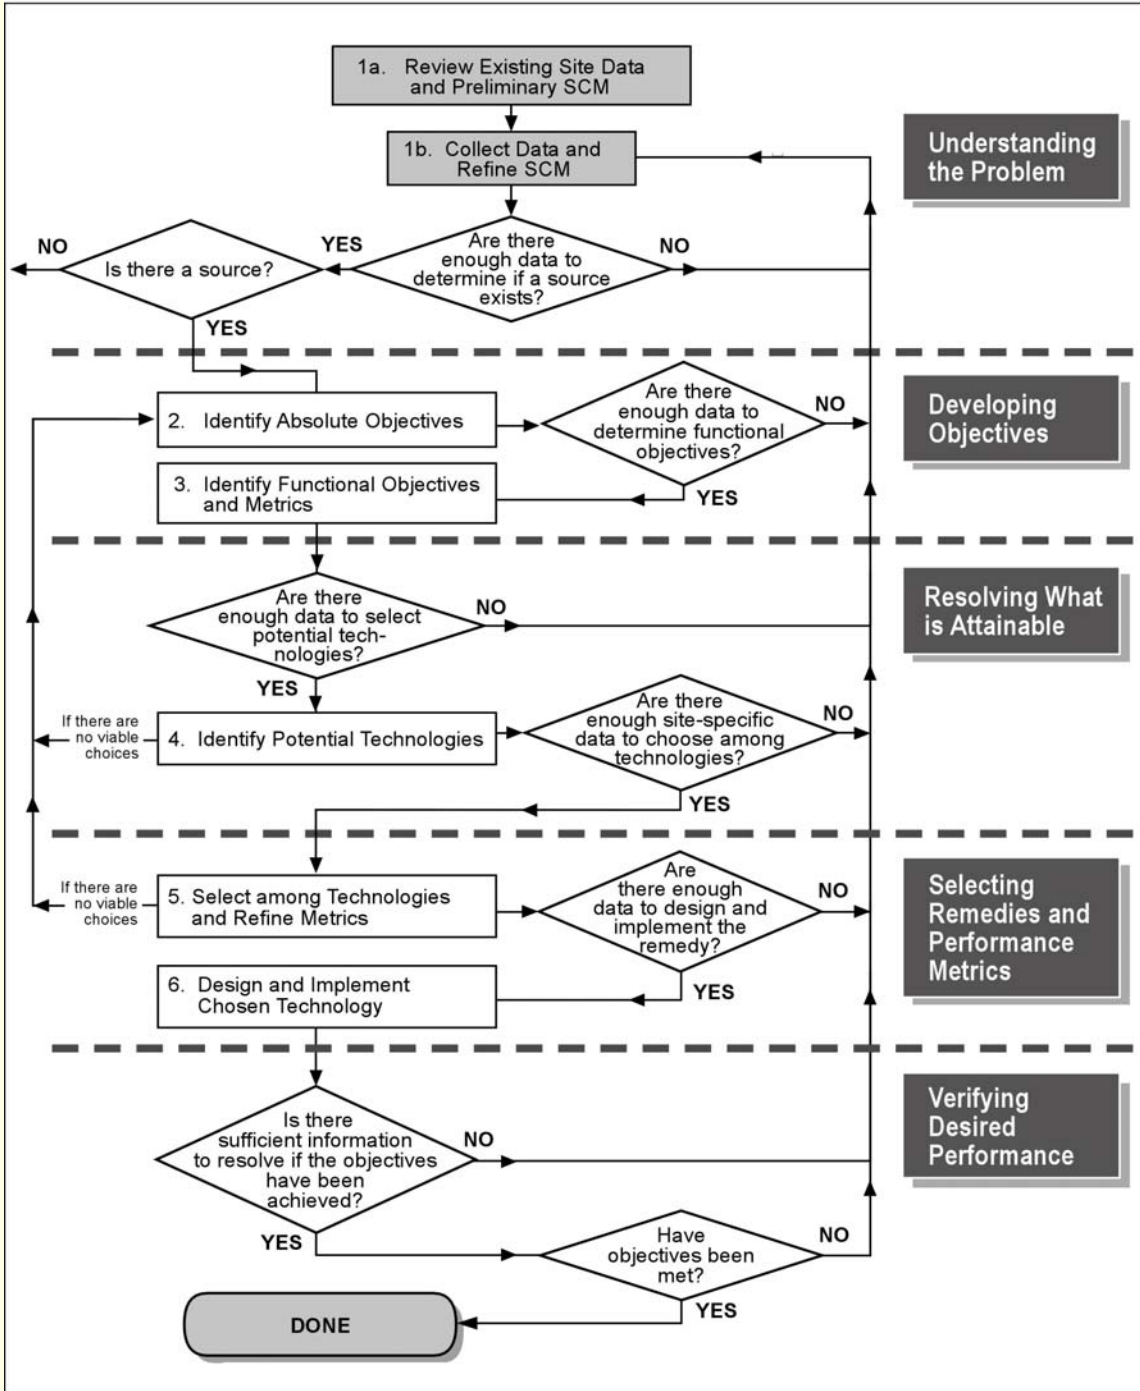 1a. Review Existing Site Data
and Preliminary SCM
1b. Collect Data and
Refine SCM
Understanding
the Problem
NO
Is there a source?
YES
Are there
enough data to
determine if a source
exists?
NO
YES
2. Identify Absolute Objectives
Are there
enough data to
determine functional
objectives?
NO
Developing
Objectives
3. Identify Functional Objectives
and Metrics
YES
Are there
enough data to select
potential tech-
nologies?
NO
Resolving What
is Attainable
YES
If there are
no viable
choices
4. Identify Potential Technologies
Are there
enough site-specific
data to choose among
technologies?
NO
YES
If there are
no viable
choices
5. Select among Technologies
and Refine Metrics
Are
there enough
data to design and
implement the
remedy?
NO
Selecting
Remedies and
Performance
Metrics
6. Design and Implement
Chosen Technology
YES
Is there
sufficient information
to resolve if the objectives
have been
achieved?
NO
Verifying
Desired
Performance
YES
Have
objectives been
met?
NO
YES
DONE